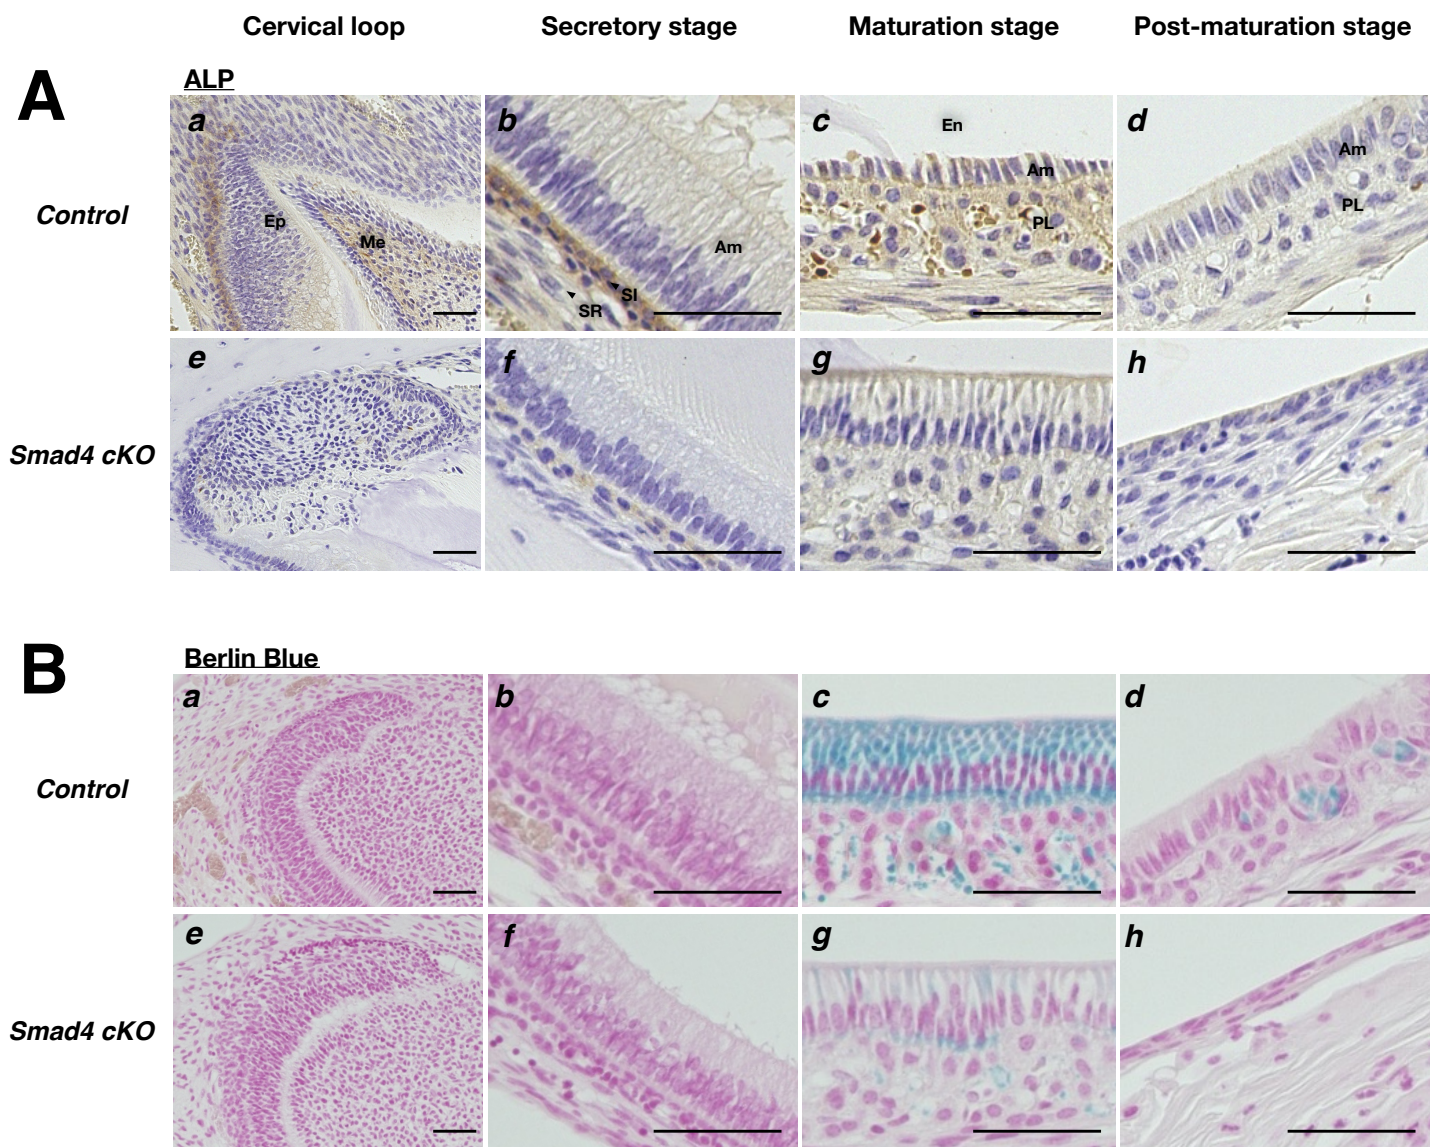 Cervical loop Secretory stage Maturation stage Post-maturation stage
A
ALP
Control
a
Ep
Me
b
Am
SI
SR
c
En
Am
PL
d
Am
PL
Smad4 cKO
e
f
g
h
B
Berlin Blue
Control
a
b
c
d
Smad4 cKO
e
f
g
h